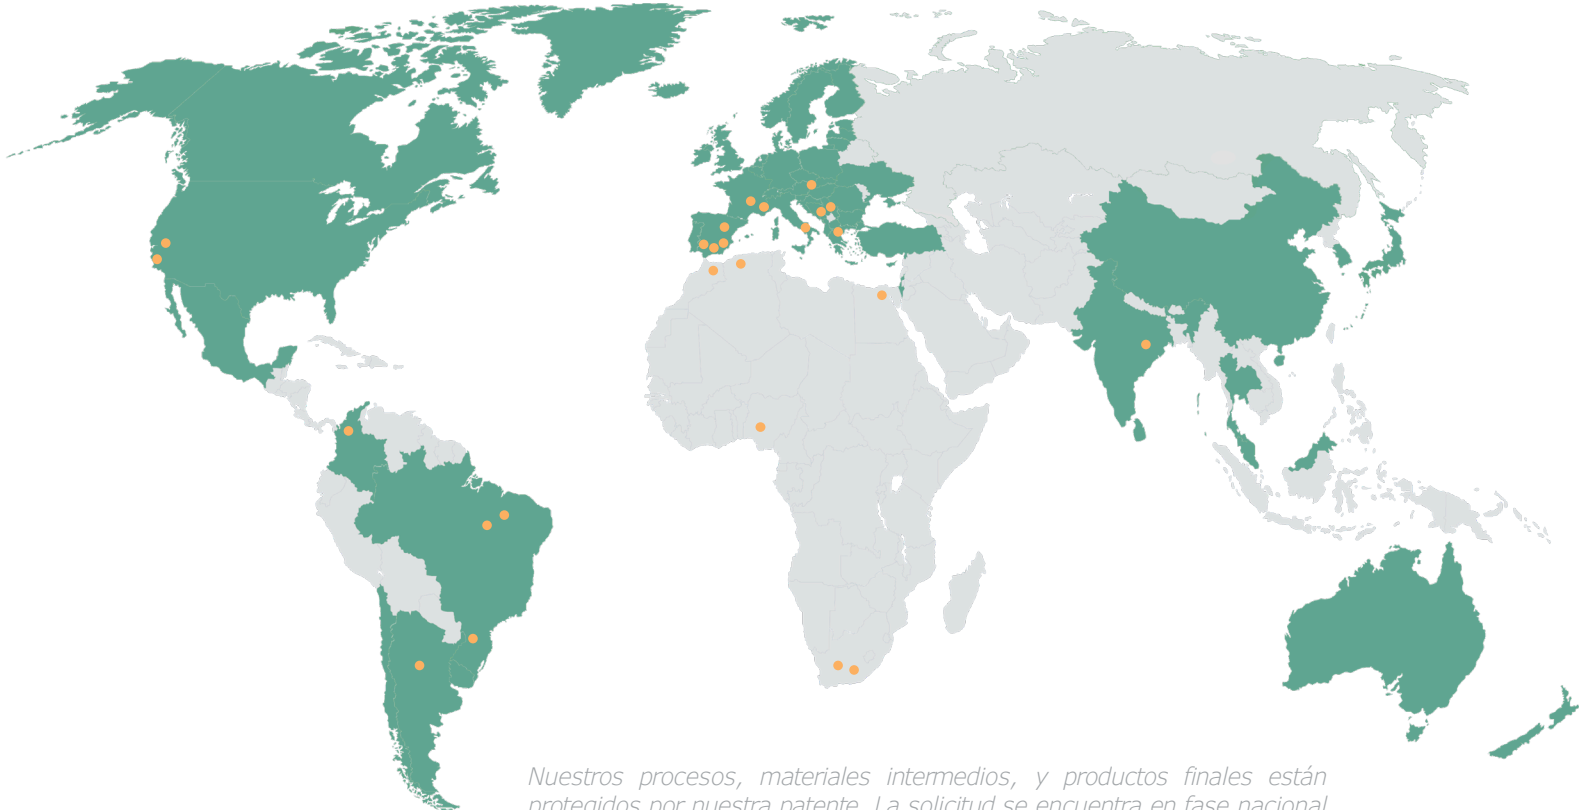 Nuestros procesos, materiales intermedios, y productos finales están
protegidos por nuestra patente. La solicitud se encuentra en fase nacional